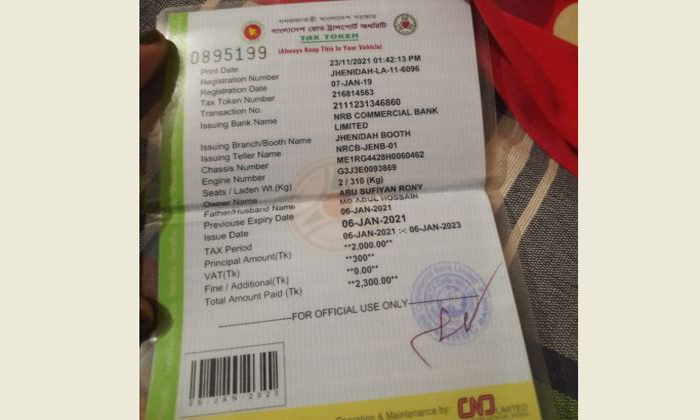 গণপ্রজাতন্ত্রী বাংলাদেশ সরকার
বাংলাদেশ রোড ট্রান্সপোর্ট অথরিটি
TAX TOKEN
(Always Keep This In Your Vehicle)
0895199
Print Date 23/11/2021 01:42:13 PM
Registration Number JHENIDAH-LA-11-6096
Registration Date 07-JAN-19
Tax Token Number 216814563
Transaction No. 2111231346860
Issuing Bank Name NRB COMMERCIAL BANK
LIMITED
Issuing Branch/Booth Name JHENIDAH BOOTH
Issuing Teller Name NRCB-JENB-01
Chassis Number ME1RG4428H0060462
Engine Number G3J3E0093869
Seats / Laden Wt.(Kg) 2 / 310 (Kg)
Owner Name ABU SUFIYAN RONY
Father/Husband Name MD ABUL HOSSAIN
Previouse Expiry Date 06-JAN-2021
Issue Date 06-JAN-2021
TAX Period 06-JAN-2021 -:- 06-JAN-2023
Principal Amount(Tk) **2,000.00**
VAT(Tk) **300**
Fine / Additional(Tk) **0.00**
Total Amount Paid (Tk) **2,300.00**
FOR OFFICIAL USE ONLY
06-JAN-2023
Operation & Maintenance by: CNS LIMITED